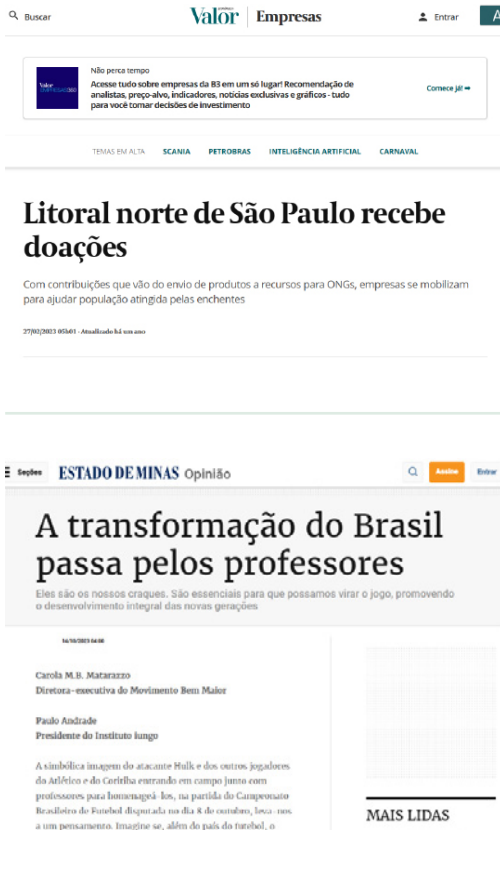 Buscar
Valor Empresas
Entrar
A
Não perca tempo
Acesse tudo sobre empresas da B3 em um só lugar! Recomendação de
analistas, preço-alvo, indicadores, notícias exclusivas e gráficos - tudo
para você tomar decisões de investimento
Comece já!
TEMAS EM ALTA SCANIA PETROBRAS INTELIGÊNCIA ARTIFICIAL CARNAVAL
Litoral norte de São Paulo recebe
doações
Com contribuições que vão do envio de produtos a recursos para ONGs, empresas se mobilizam
para ajudar população atingida pelas enchentes
27/02/2023 05h01 · Atualizado há um ano
Seções ESTADO DE MINAS Opinião Assine Entrar
A transformação do Brasil
passa pelos professores
Eles são os nossos craques. São essenciais para que possamos virar o jogo, promovendo
o desenvolvimento integral das novas gerações
14/10/2023 04:00
Carola M.B. Matarazzo
Diretora-executiva do Movimento Bem Maior
Paulo Andrade
Presidente do Instituto iungo
A simbólica imagem do atacante Hulk e dos outros jogadores
do Atlético e do Coritiba entrando em campo junto com
professores para homenageá-los, na partida do Campeonato
Brasileiro de Futebol disputada no dia 8 de outubro, leva-nos
a um pensamento. Imagine se, além do país do futebol, o
MAIS LIDAS